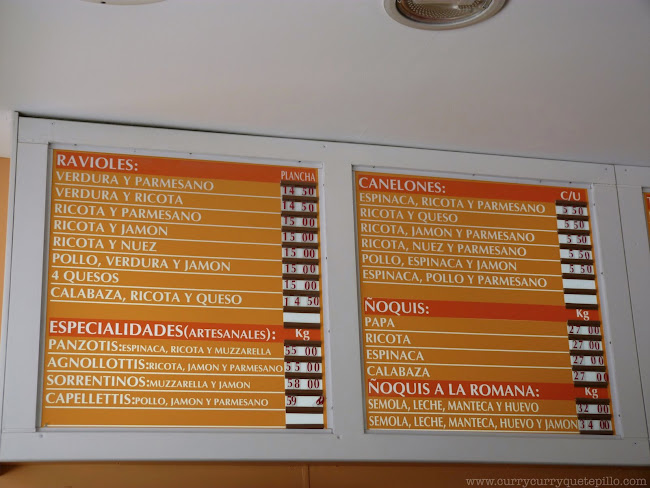 RAVIOLES: PLANCHA
VERDURA Y PARMESANO 14 50
VERDURA Y RICOTA 14 50
RICOTA Y PARMESANO 15 00
RICOTA Y JAMON 15 00
RICOTA Y NUEZ 15 00
POLLO, VERDURA Y JAMON 15 00
4 QUESOS 15 00
CALABAZA, RICOTA Y QUESO 14 50
ESPECIALIDADES(ARTESANALES): Kg
PANZOTIS:ESPINACA, RICOTA Y MUZZARELLA 55 00
AGNOLLOTTIS:RICOTA, JAMON Y PARMESANO 55 00
SORRENTINOS:MUZZARELLA Y JAMON 58 00
CAPELLETTIS:POLLO, JAMON Y PARMESANO 59
CANELONES: C/U
ESPINACA, RICOTA Y PARMESANO 5 50
RICOTA Y QUESO 5 50
RICOTA, JAMON Y PARMESANO 5 50
RICOTA, NUEZ Y PARMESANO 5 50
POLLO, ESPINACA Y JAMON 5 50
ESPINACA, POLLO Y PARMESANO
ÑOQUIS: Kg
PAPA 27 00
RICOTA 27 00
ESPINACA 27 00
CALABAZA 27 00
ÑOQUIS A LA ROMANA: Kg
SEMOLA, LECHE, MANTECA Y HUEVO 32 00
SEMOLA, LECHE, MANTECA, HUEVO Y JAMON 34 00
www.currycurryquetepillo.com